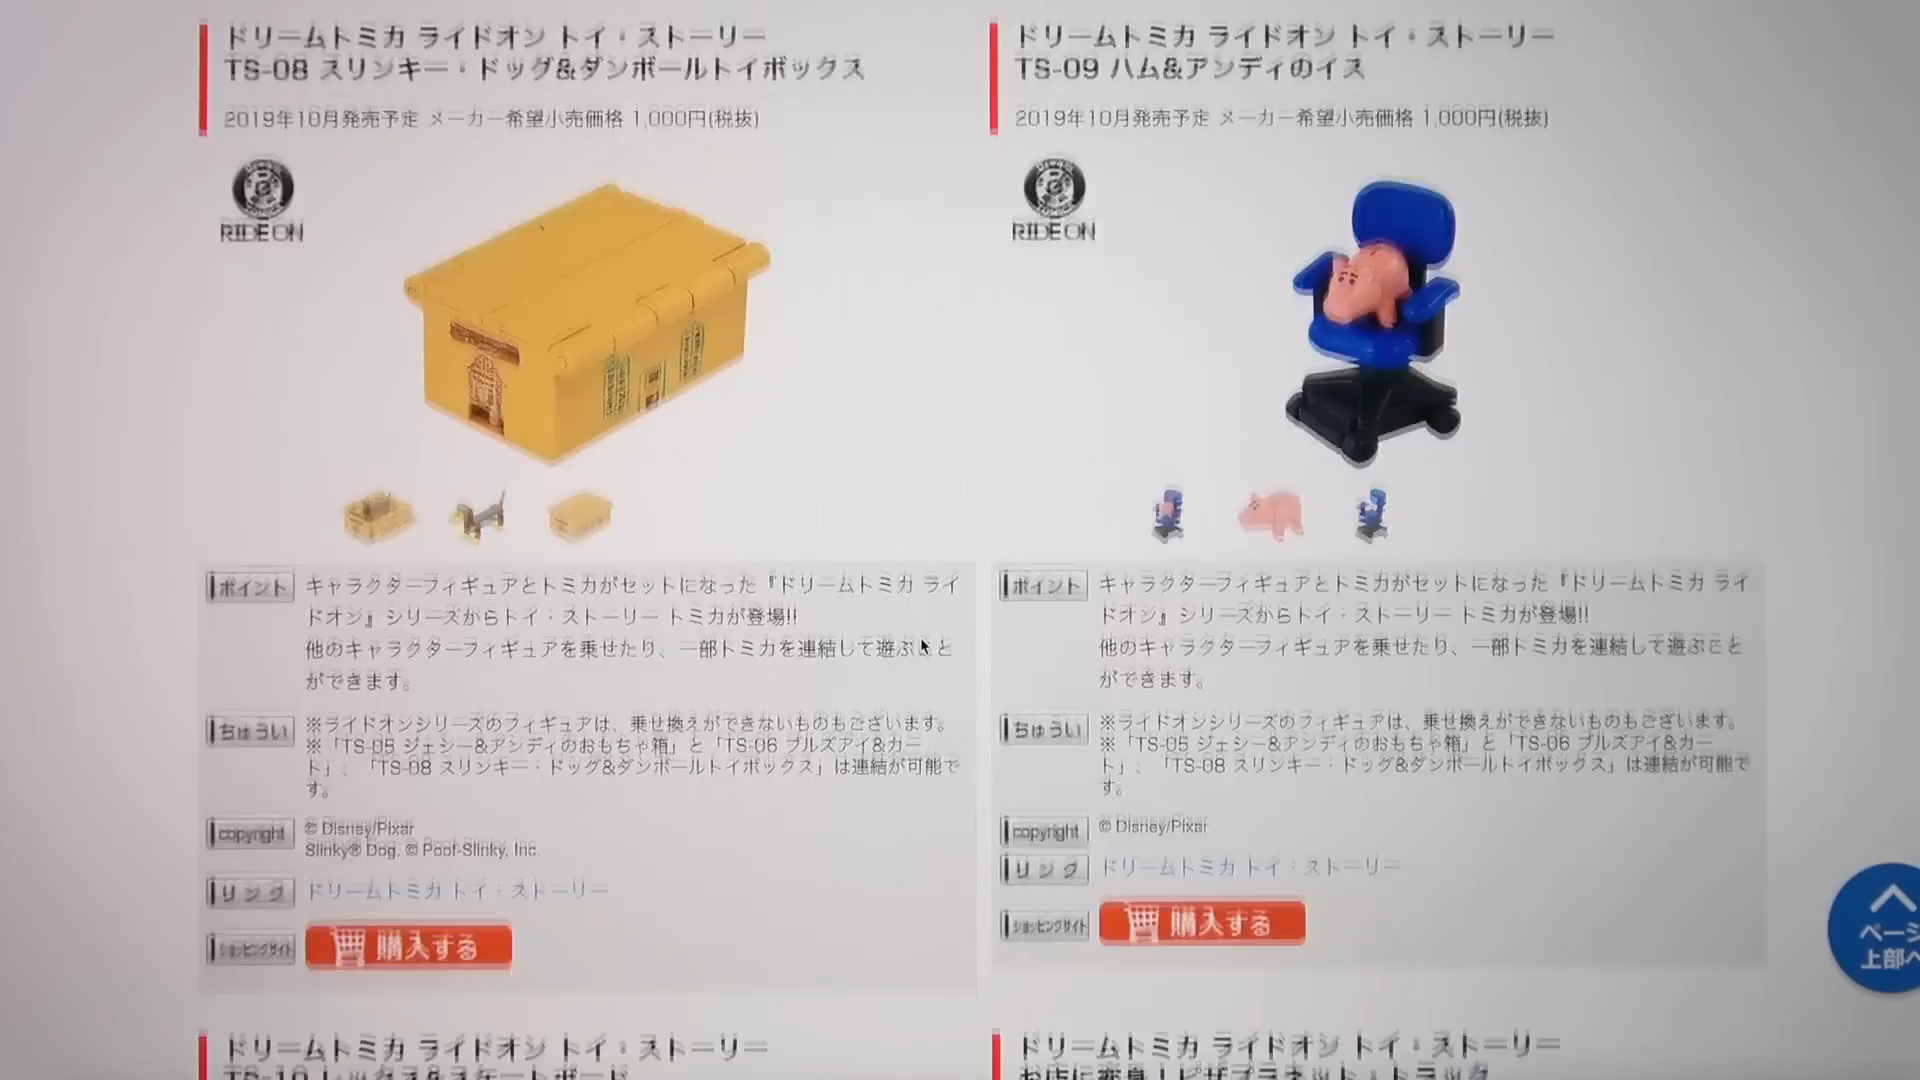 ドリームトミカ ライドオン トイ・ストーリー
TS-08 スリンキー・ドッグ&ダンボールトイボックス
2019年10月発売予定 メーカー希望小売価格 1,000円(税抜)
RIDE ON
ポイント
キャラクターフィギュアとトミカがセットになった『ドリームトミカ ライ
ドオン』シリーズからトイ・ストーリー トミカが登場!!
他のキャラクターフィギュアを乗せたり、一部トミカを連結して遊ぶこと
ができます。
ちゅうい
※ライドオンシリーズのフィギュアは、乗せ換えができないものもございます。
※「TS-05 ジェシー&アンディのおもちゃ箱」と「TS-06 ブルズアイ&カー
ト」、「TS-08 スリンキー・ドッグ&ダンボールトイボックス」は連結が可能で
す。
copyright
© Disney/Pixar
Slinky® Dog. © Poof-Slinky, Inc.
リンク
ドリームトミカ トイ・ストーリー
ショッピングサイト
購入する
ドリームトミカ ライドオン トイ・ストーリー
TS-09 ハム&アンディのイス
2019年10月発売予定 メーカー希望小売価格 1,000円(税抜)
RIDE ON
ポイント
キャラクターフィギュアとトミカがセットになった『ドリームトミカ ライ
ドオン』シリーズからトイ・ストーリー トミカが登場!!
他のキャラクターフィギュアを乗せたり、一部トミカを連結して遊ぶこと
ができます。
ちゅうい
※ライドオンシリーズのフィギュアは、乗せ換えができないものもございます。
※「TS-05 ジェシー&アンディのおもちゃ箱」と「TS-06 ブルズアイ&カー
ト」、「TS-08 スリンキー・ドッグ&ダンボールトイボックス」は連結が可能で
す。
copyright
© Disney/Pixar
リンク
ドリームトミカ トイ・ストーリー
ショッピングサイト
購入する
ページ
上部へ
ドリームトミカ ライドオン トイ・ストーリー
TS-10 レックス&スケートボード
ドリームトミカ ライドオン トイ・ストーリー
お店に変身!ピザプラネット・トラック